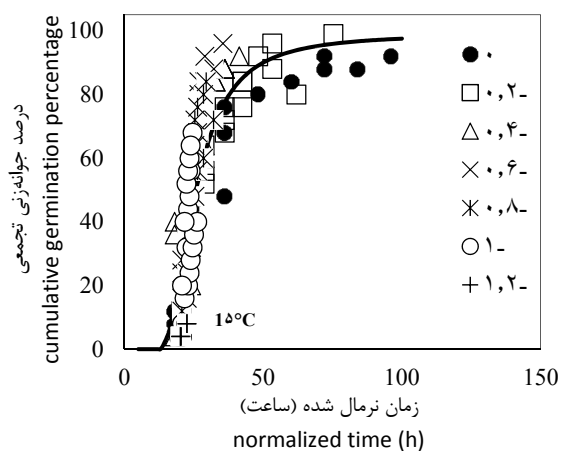 درصد جوانه‌زنی تجمعی
cumulative germination percentage
100
80
60
40
20
0
۰
۰,۲-
۰,۴-
۰,۶-
۰,۸-
۱-
۱,۲-
۱۵°C
0 50 100 150
زمان نرمال شده (ساعت)
normalized time (h)